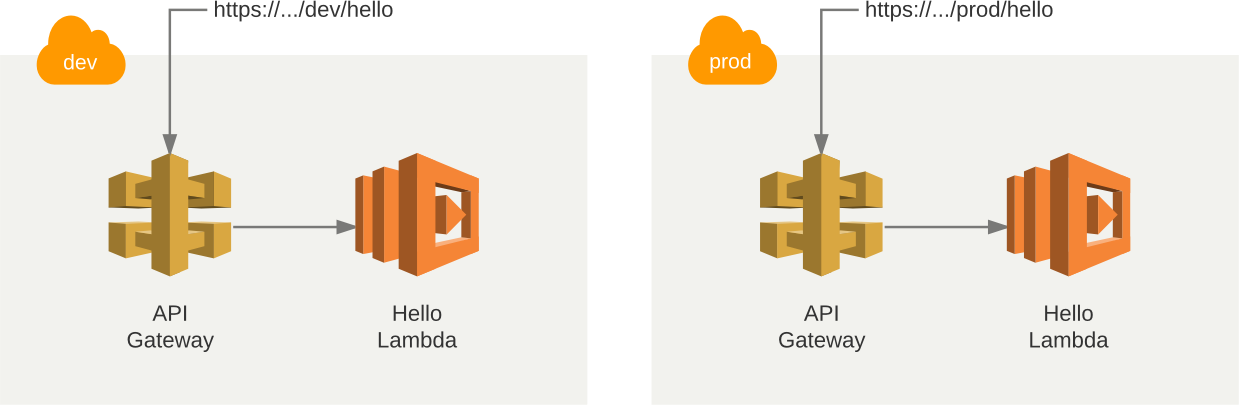 https://.../dev/hello
dev
API
Gateway
Hello
Lambda
https://.../prod/hello
prod
API
Gateway
Hello
Lambda